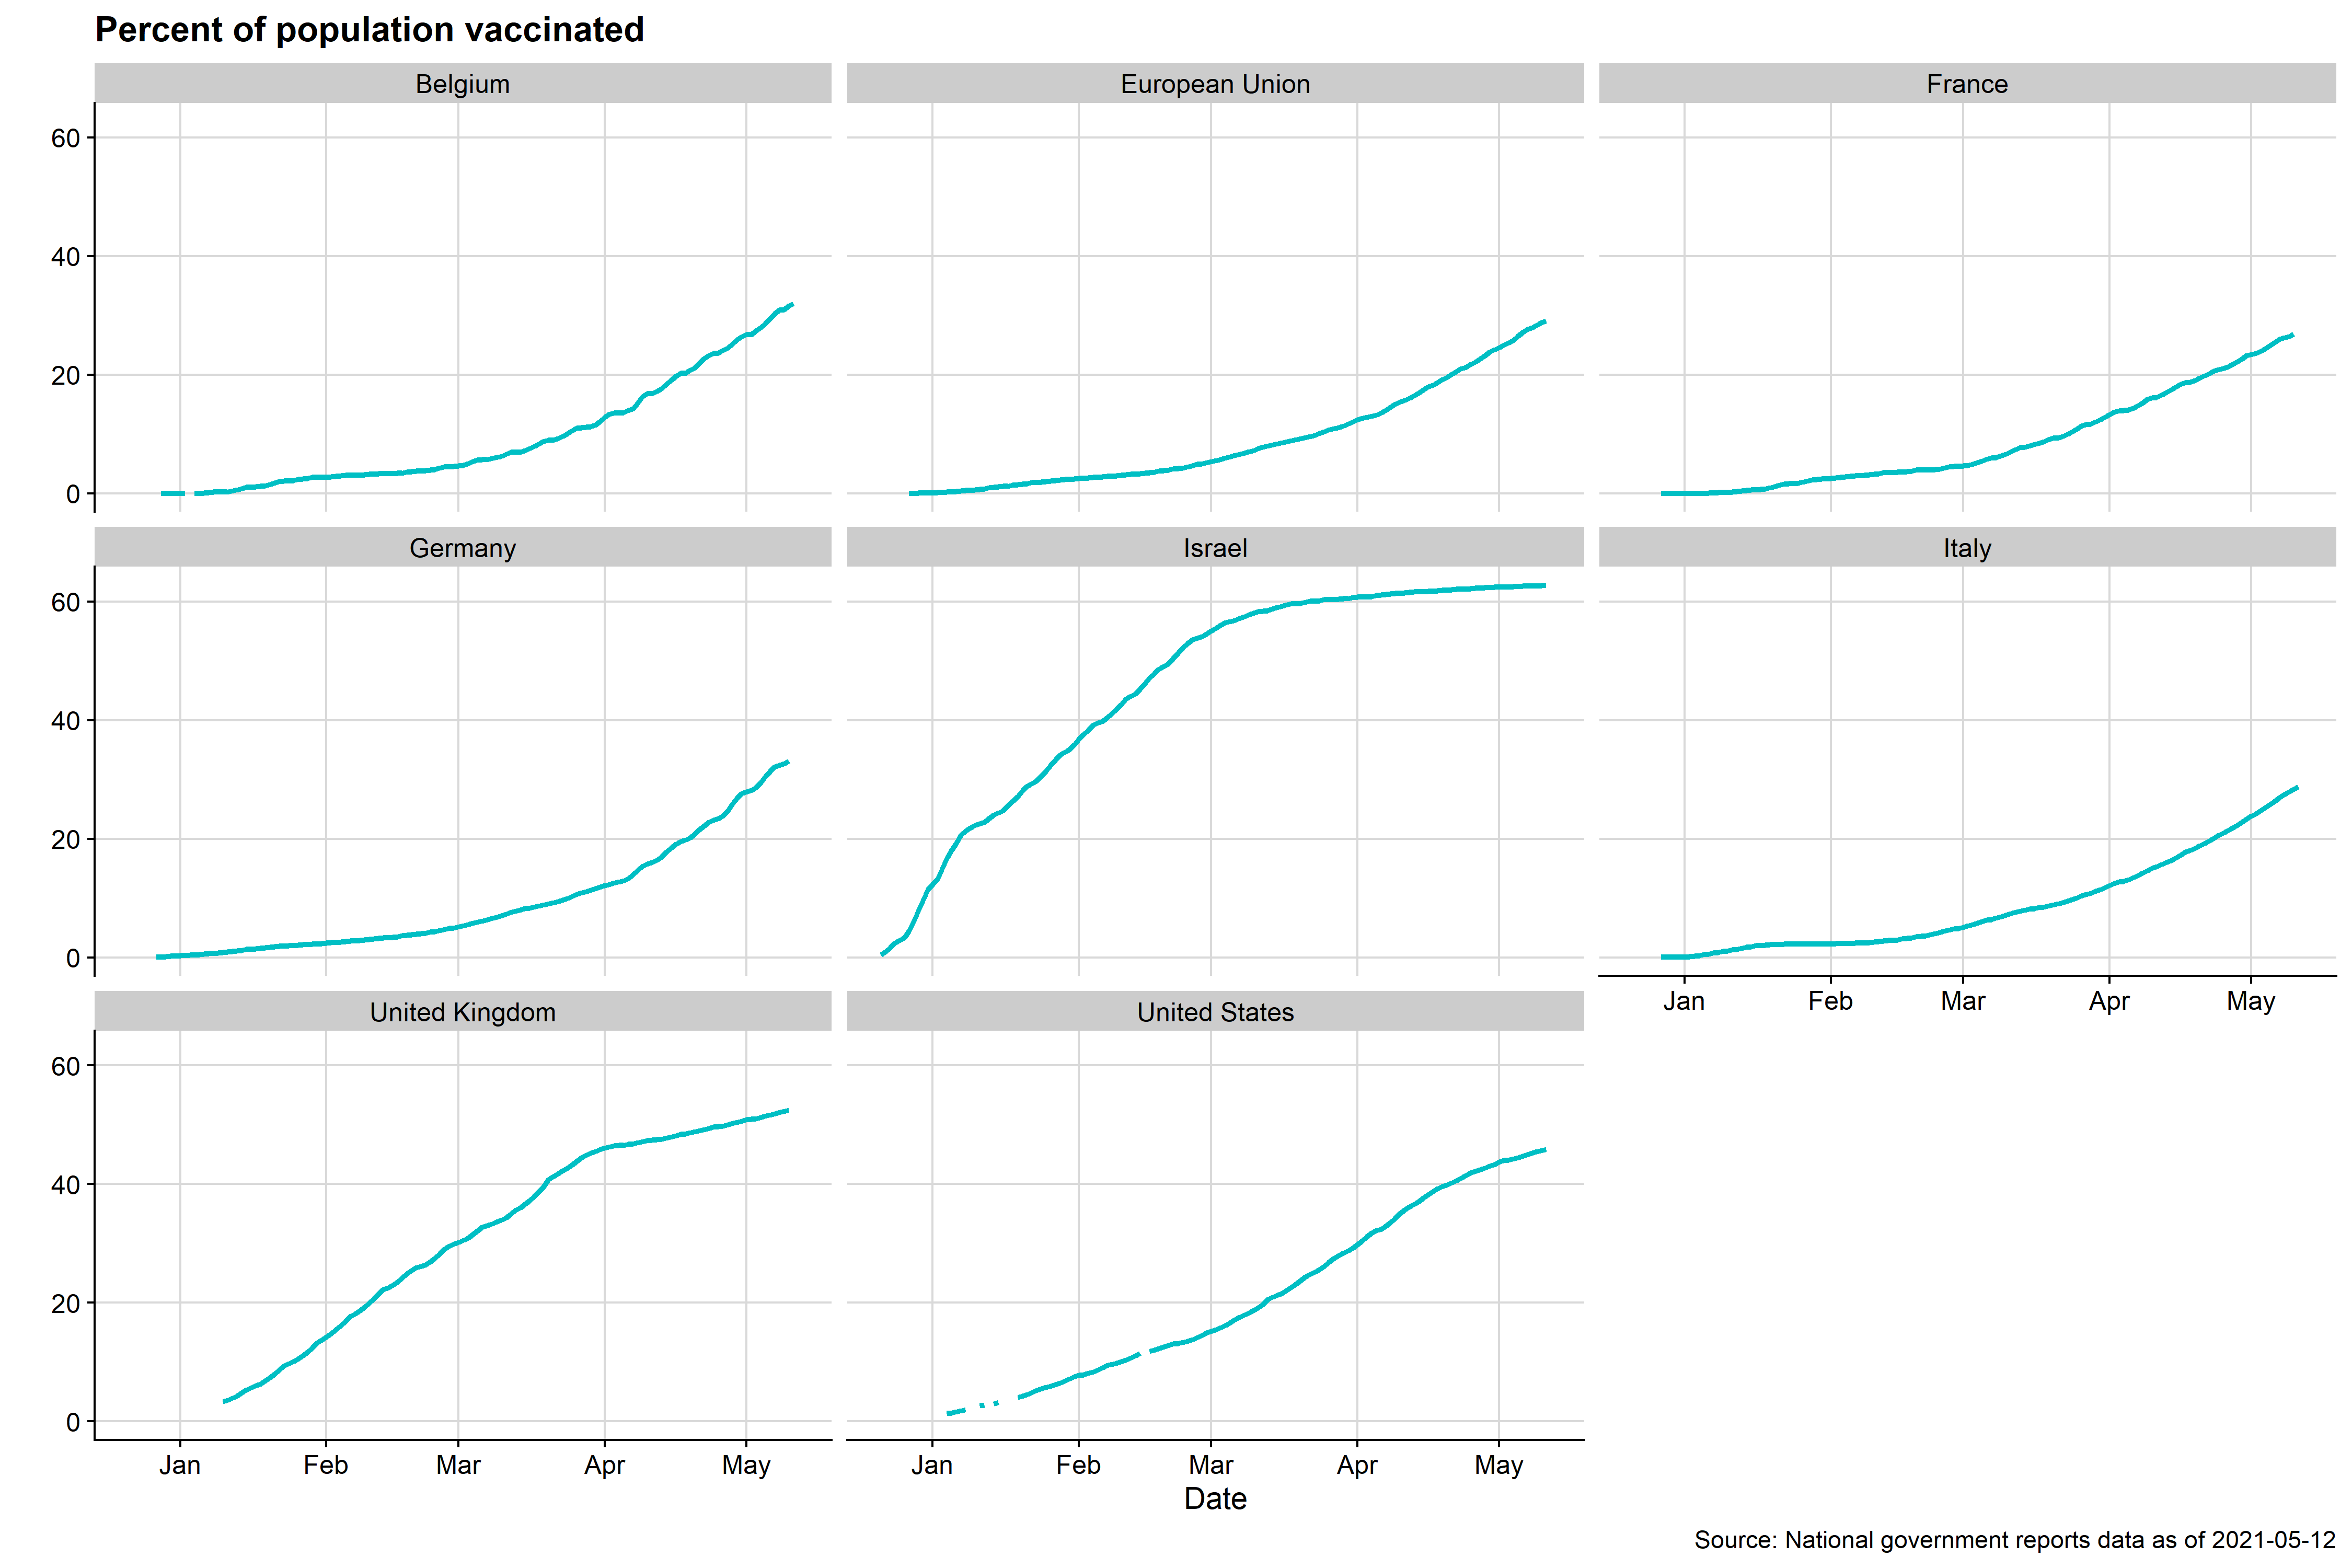 Percent of population vaccinated
Belgium European Union France
60
40
20
0
Germany Israel Italy
60
40
20
0
Jan Feb Mar Apr May
United Kingdom United States
60
40
20
0
Jan Feb Mar Apr May Jan Feb Mar Apr May
Date
Source: National government reports data as of 2021-05-12